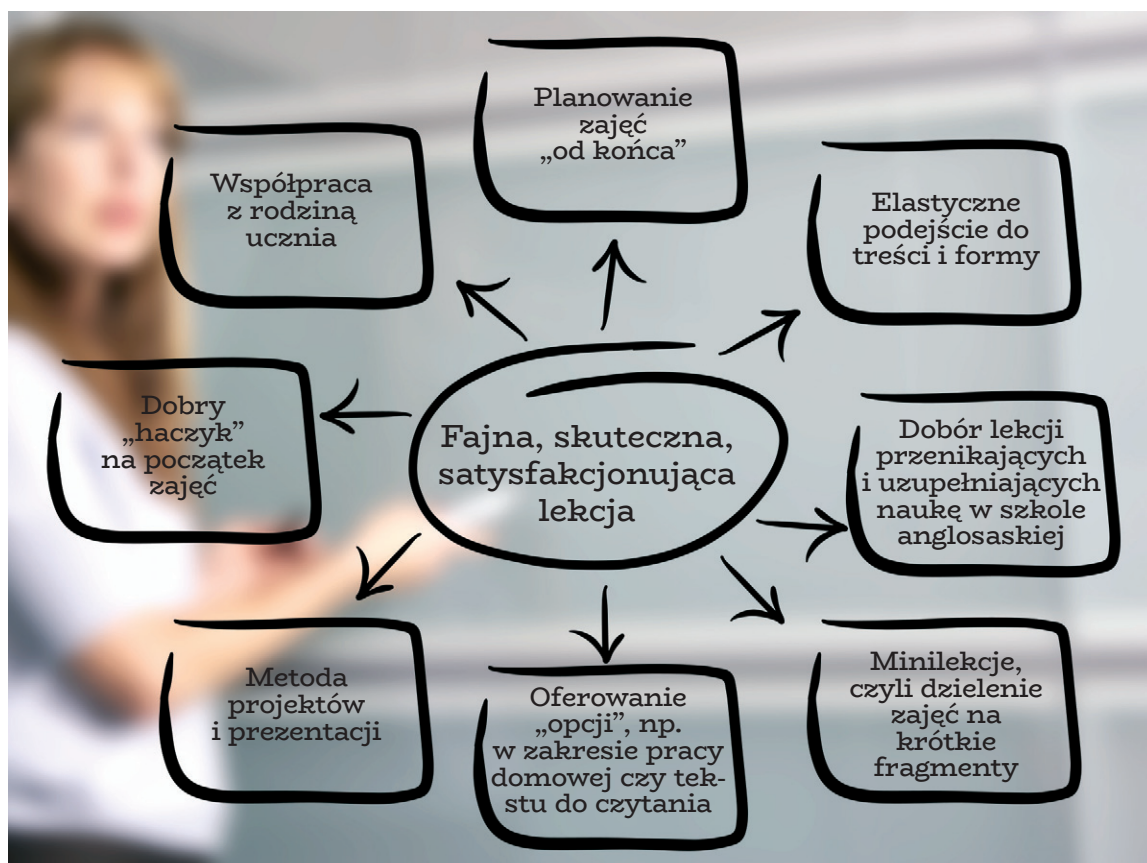 Planowanie
zajęć
„od końca”
Współpraca
z rodziną
ucznia
Elastyczne
podejście do
treści i formy
Dobry
„haczyk”
na początek
zajęć
Fajna, skuteczna,
satysfakcjonująca
lekcja
Dobór lekcji
przenikających
i uzupełniających
naukę w szkole
anglosaskiej
Metoda
projektów
i prezentacji
Oferowanie
„opcji”, np.
w zakresie pracy
domowej czy tek-
stu do czytania
Minilekcje,
czyli dzielenie
zajęć na
krótkie
fragmenty